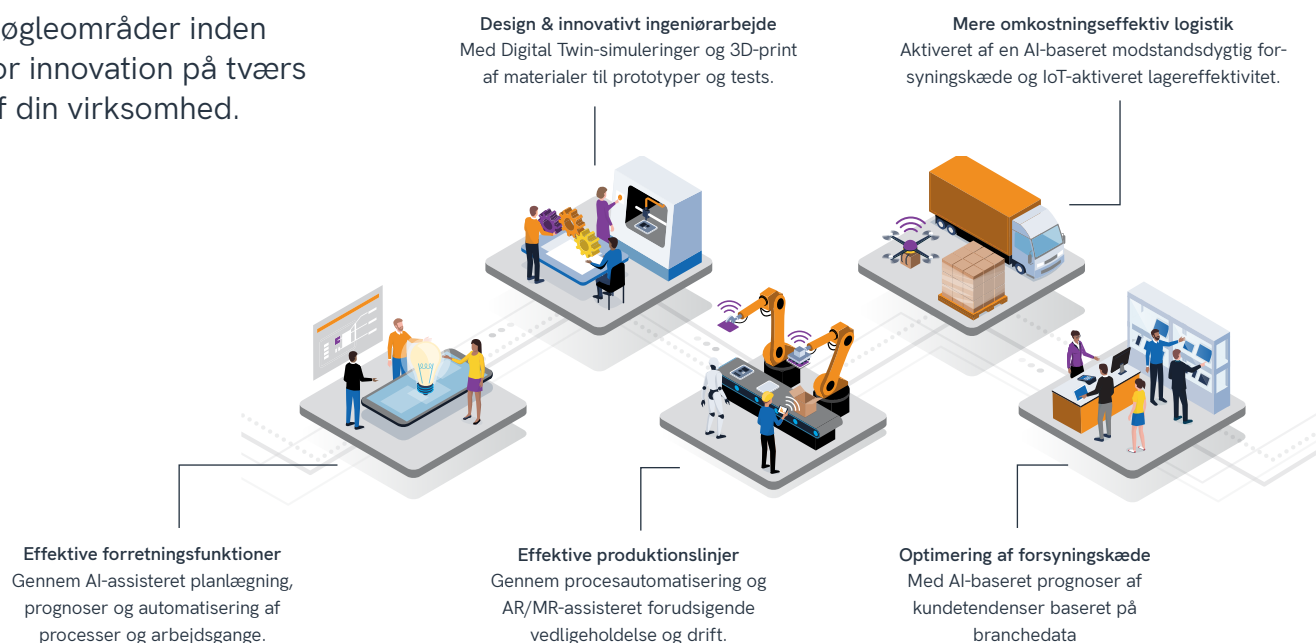 øgleområder inden
or innovation på tværs
f din virksomhed.
Design & innovativt ingeniørarbejde
Med Digital Twin-simuleringer og 3D-print
af materialer til prototyper og tests.
Mere omkostningseffektiv logistik
Aktiveret af en AI-baseret modstandsdygtig for-
syningskæde og IoT-aktiveret lagereffektivitet.
Effektive forretningsfunktioner
Gennem AI-assisteret planlægning,
prognoser og automatisering af
processer og arbejdsgange.
Effektive produktionslinjer
Gennem procesautomatisering og
AR/MR-assisteret forudsigende
vedligeholdelse og drift.
Optimering af forsyningskæde
Med AI-baseret prognoser af
kundetendenser baseret på
branchedata